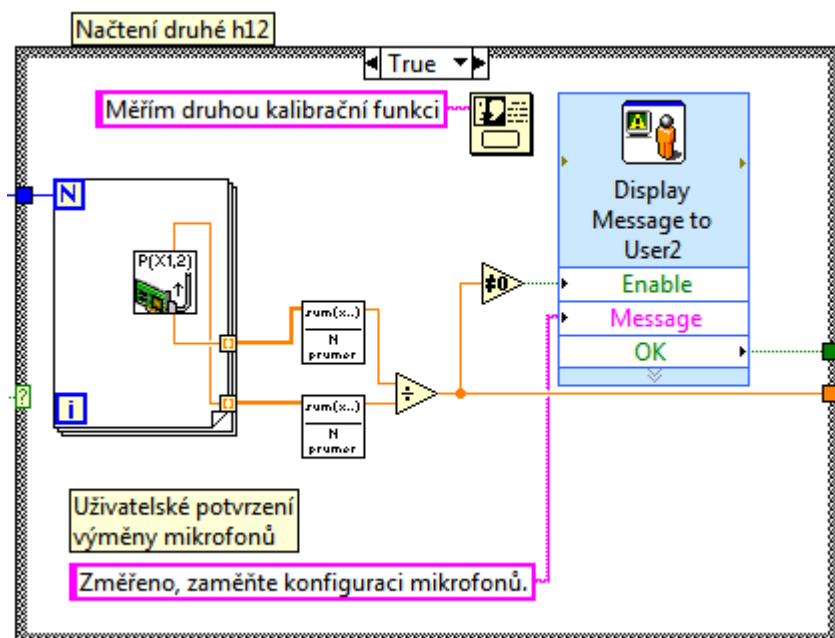 Načtení druhé h12
True
Měřím druhou kalibrační funkci
N
P(X1,2)
Display
Message to
User2
≠0
Enable
Message
OK
sum(x..)
N
prumer
÷
sum(x..)
N
prumer
i
?
Uživatelské potvrzení
výměny mikrofonů
Změřeno, zaměňte konfiguraci mikrofonů.